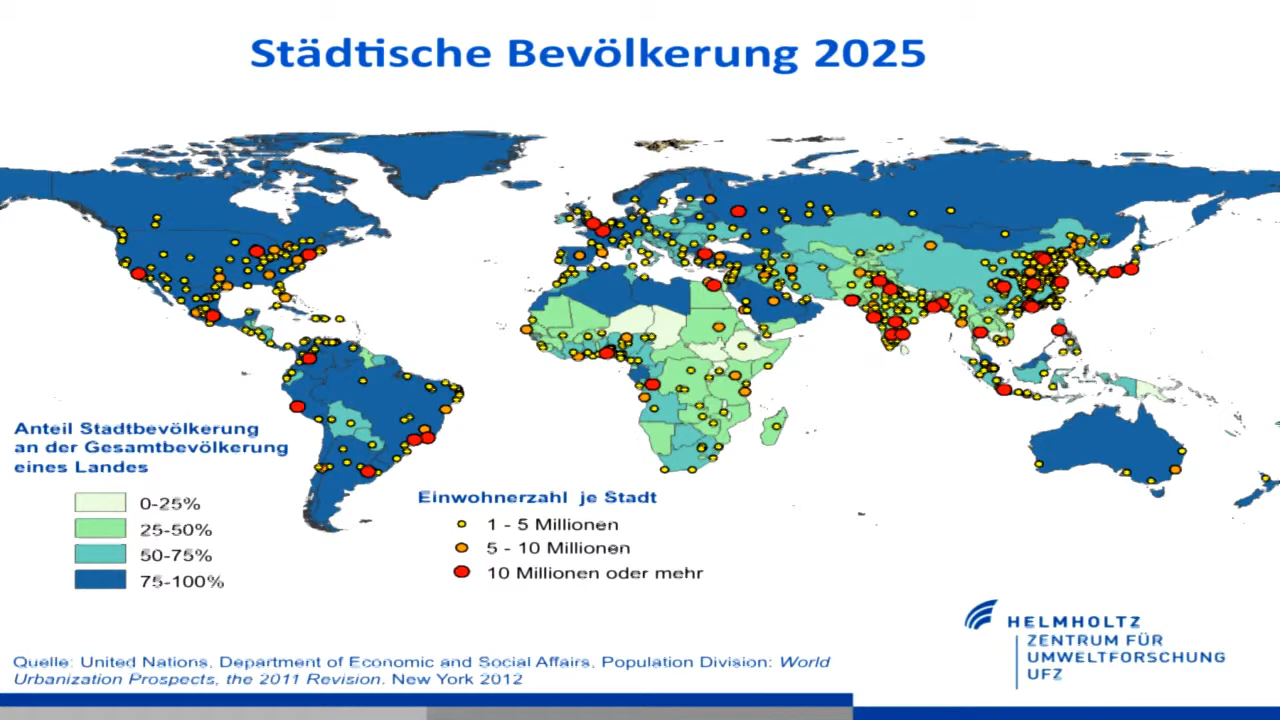 Städtische Bevölkerung 2025
Anteil Stadtbevölkerung
an der Gesamtbevölkerung
eines Landes
0-25%
25-50%
50-75%
75-100%
Einwohnerzahl je Stadt
1 - 5 Millionen
5 - 10 Millionen
10 Millionen oder mehr
HELMHOLTZ
ZENTRUM FÜR
UMWELTFORSCHUNG
UFZ
Quelle: United Nations, Department of Economic and Social Affairs, Population Division: World
Urbanization Prospects, the 2011 Revision. New York 2012